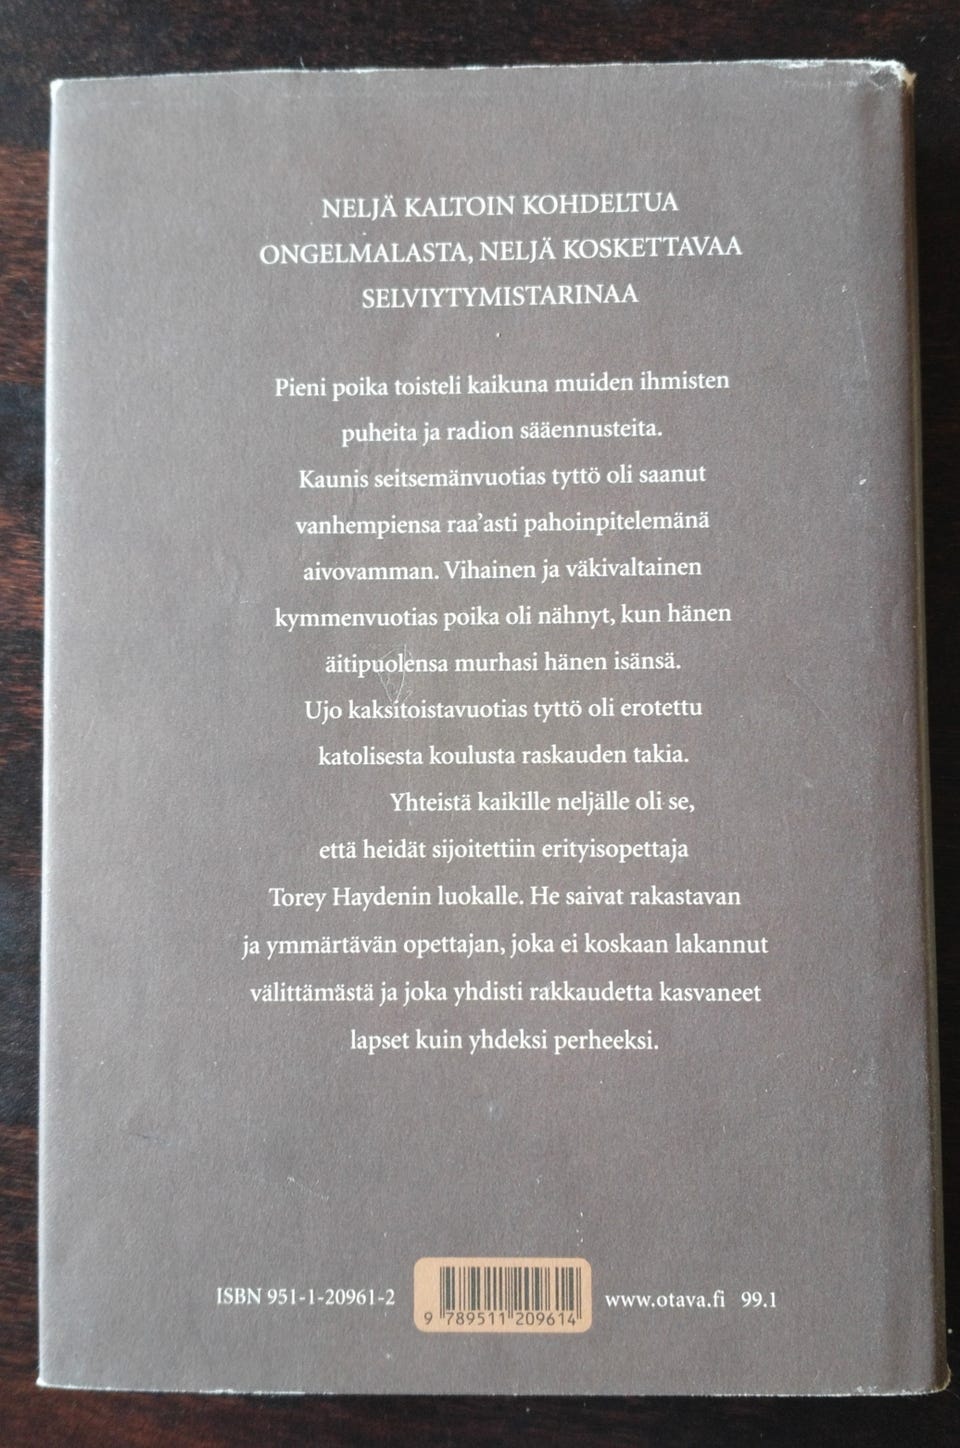 NELJÄ KALTOIN KOHDELTUA
ONGELMALASTA, NELJÄ KOSKETTAVAA
SELVIYTYMISTARINAA
Pieni poika toisteli kaikuna muiden ihmisten
puheita ja radion sääennusteita.
Kaunis seitsemänvuotias tyttö oli saanut
vanhempiensa raa'asti pahoinpitelemänä
aivovamman. Vihainen ja väkivaltainen
kymmenvuotias poika oli nähnyt, kun hänen
äitipuolensa murhasi hänen isänsä.
Ujo kaksitoistavuotias tyttö oli erotettu
katolisesta koulusta raskauden takia.
Yhteistä kaikille neljälle oli se,
että heidät sijoitettiin erityisopettaja
Torey Haydenin luokalle. He saivat rakastavan
ja ymmärtävän opettajan, joka ei koskaan lakannut
välittämästä ja joka yhdisti rakkaudetta kasvaneet
lapset kuin yhdeksi perheeksi.
ISBN 951-1-20961-2
9 789511 209614
www.otava.fi 99.1